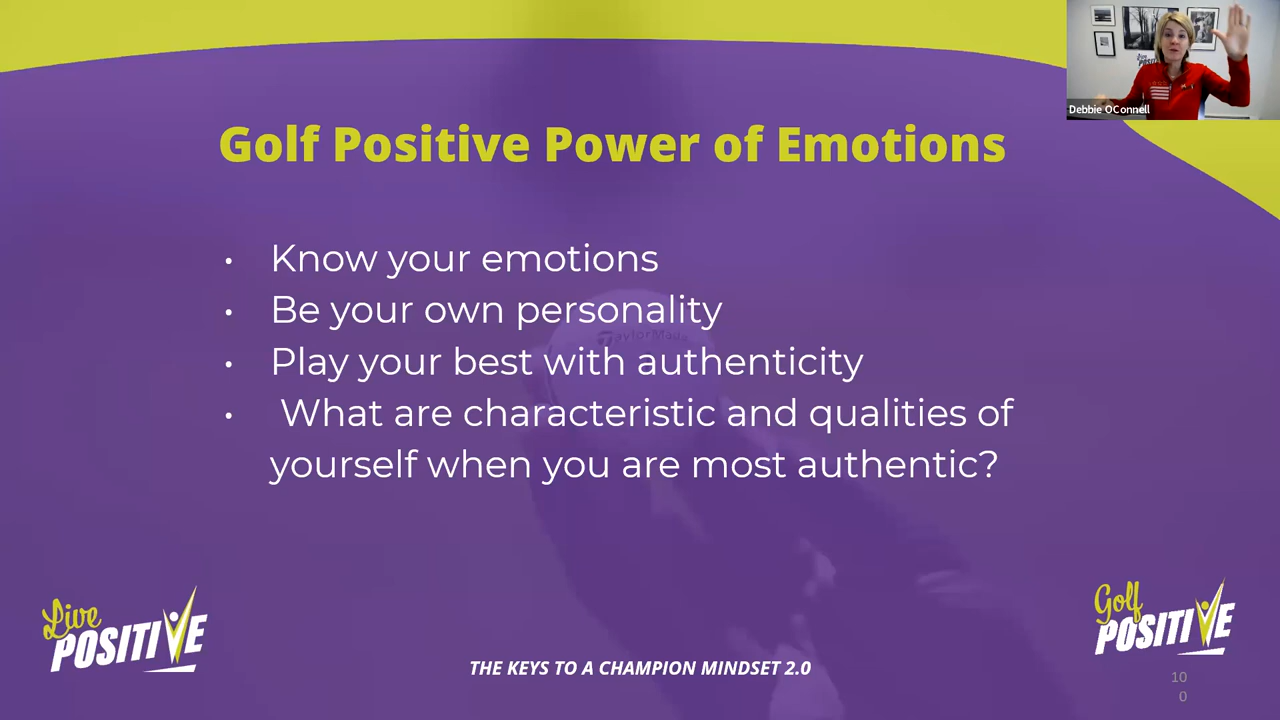 Debbie OConnell
Golf Positive Power of Emotions
• Know your emotions
• Be your own personality
• Play your best with authenticity
• What are characteristic and qualities of
yourself when you are most authentic?
TaylorMade
Live
POSITIVE
Golf
POSITIVE
THE KEYS TO A CHAMPION MINDSET 2.0
10
0